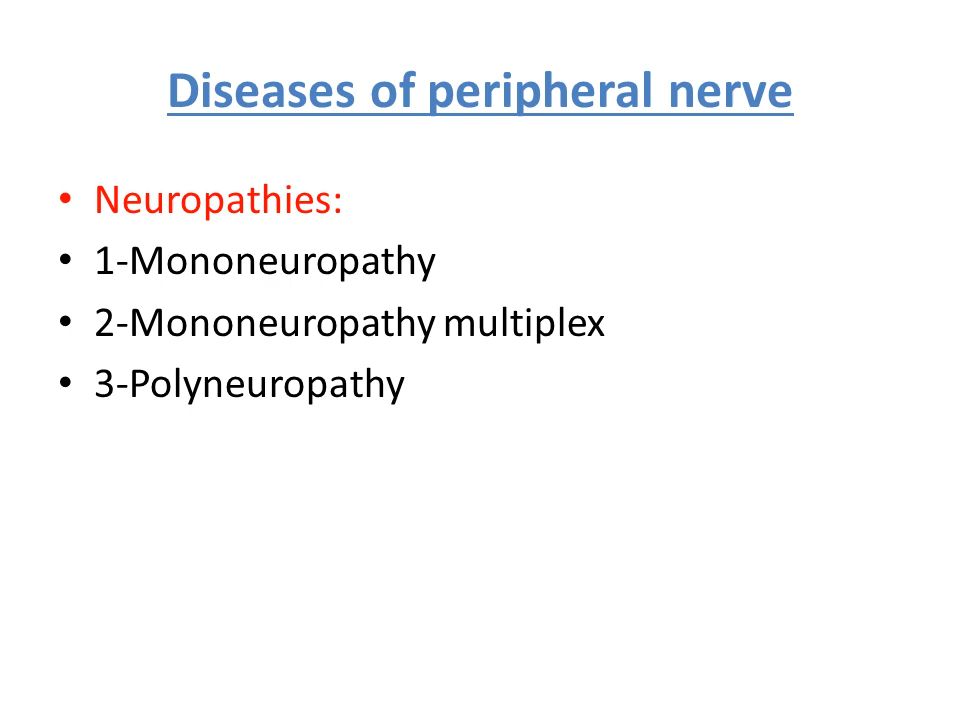 Diseases of peripheral nerve
• Neuropathies:
• 1-Mononeuropathy
• 2-Mononeuropathy multiplex
• 3-Polyneuropathy